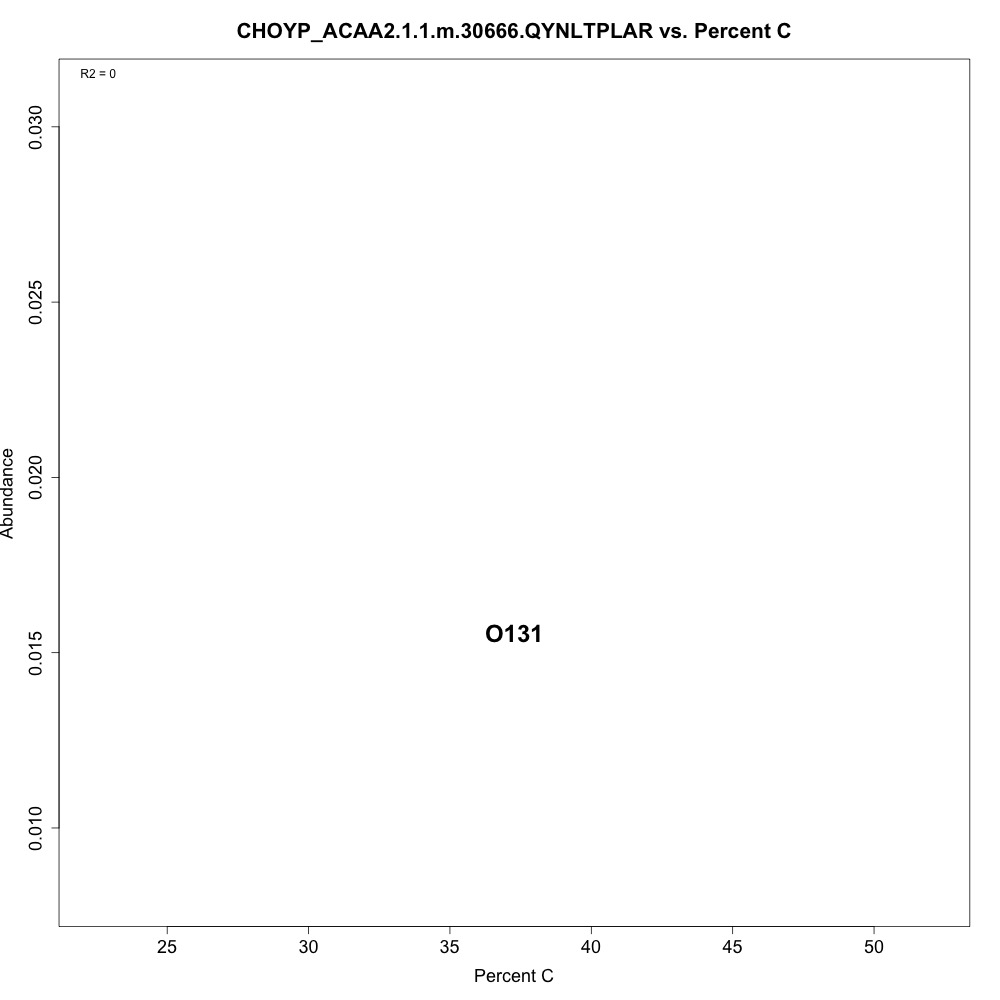 CHOYP_ACAA2.1.1.m.30666.QYNLTPLAR vs. Percent C
R2 = 0
0.030
0.025
0.020
0.015
0.010
Abundance
O131
25 30 35 40 45 50
Percent C